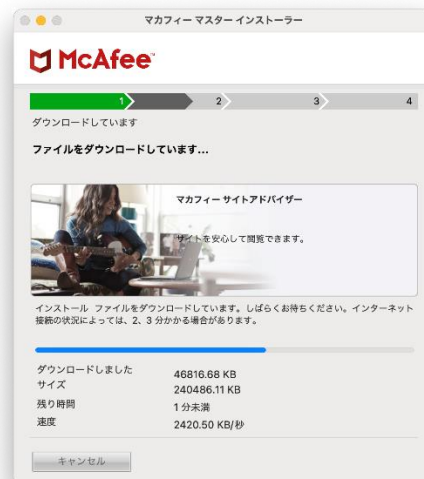 マカフィー マスター インストーラー
McAfee™
1 2 3 4
ダウンロードしています
ファイルをダウンロードしています...
マカフィー サイトアドバイザー
サイトを安心して閲覧できます。
インストール ファイルをダウンロードしています。しばらくお待ちください。インターネット
接続の状況によっては、2、3 分かかる場合があります。
ダウンロードしました 46816.68 KB
サイズ 240486.11 KB
残り時間 1 分未満
速度 2420.50 KB/秒
キャンセル